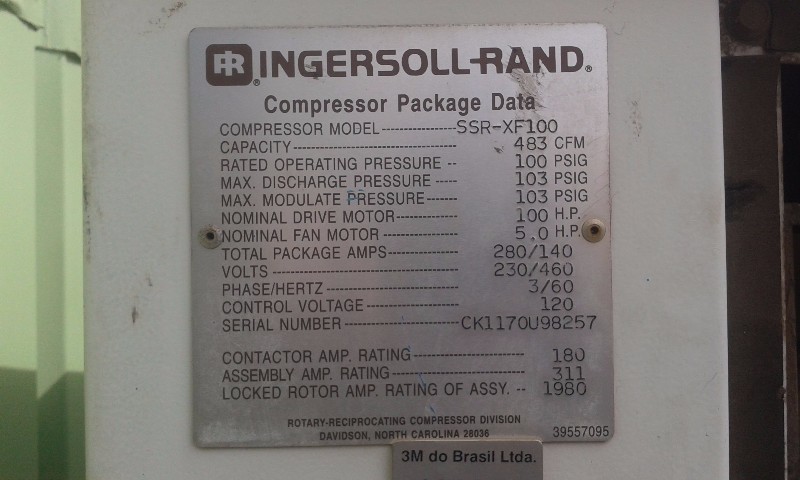 IR® INGERSOLL-RAND®
Compressor Package Data
COMPRESSOR MODEL-----------------SSR-XF100
CAPACITY------------------------------------- 483 CFM
RATED OPERATING PRESSURE -- 100 PSIG
MAX. DISCHARGE PRESSURE ----- 103 PSIG
MAX. MODULATE PRESSURE------- 103 PSIG
NOMINAL DRIVE MOTOR-------------- 100 H.P.
NOMINAL FAN MOTOR ----------------- 5.0 H.P.
TOTAL PACKAGE AMPS---------------- 280/140
VOLTS ------------------------------------------ 230/460
PHASE/HERTZ------------------------------ 3/60
CONTROL VOLTAGE --------------------- 120
SERIAL NUMBER --------------------------CK1170U98257
CONTACTOR AMP. RATING------------------------- 180
ASSEMBLY AMP. RATING------------------------------ 311
LOCKED ROTOR AMP. RATING OF ASSY. -- 1980
ROTARY-RECIPROCATING COMPRESSOR DIVISION
DAVIDSON, NORTH CAROLINA 28036 39557095
3M do Brasil Ltda.